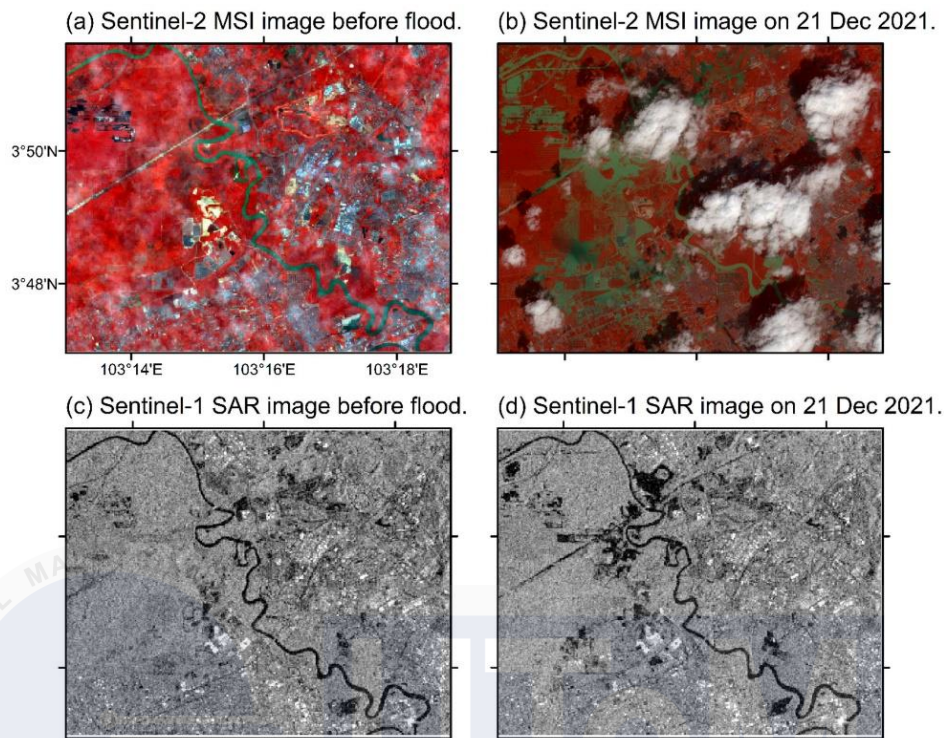 (a) Sentinel-2 MSI image before flood.
(b) Sentinel-2 MSI image on 21 Dec 2021.
3°50'N
3°48'N
103°14'E 103°16'E 103°18'E
(c) Sentinel-1 SAR image before flood.
(d) Sentinel-1 SAR image on 21 Dec 2021.